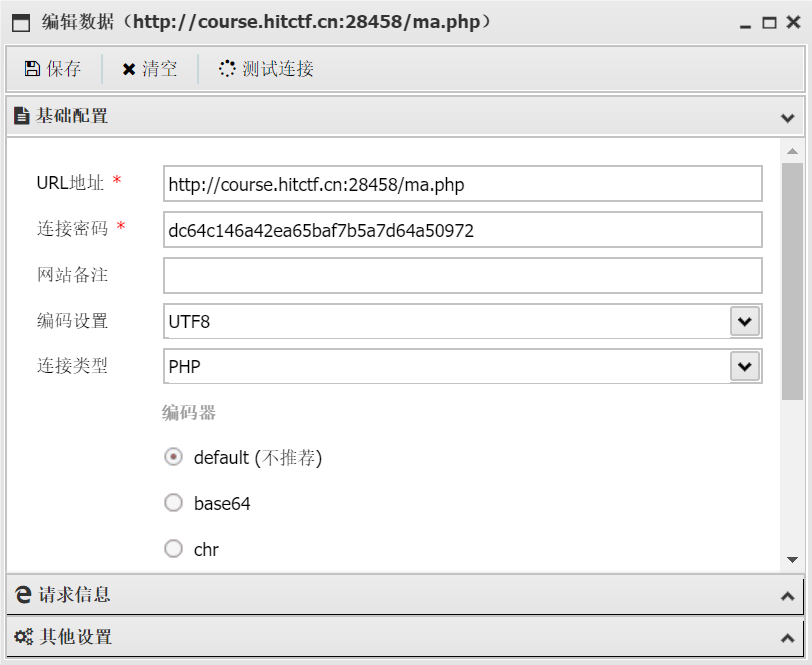 编辑数据（http://course.hitctf.cn:28458/ma.php）
保存 清空 测试连接
基础配置
URL地址 * http://course.hitctf.cn:28458/ma.php
连接密码 * dc64c146a42ea65baf7b5a7d64a50972
网站备注
编码设置 UTF8
连接类型 PHP
编码器
default (不推荐)
base64
chr
请求信息
其他设置